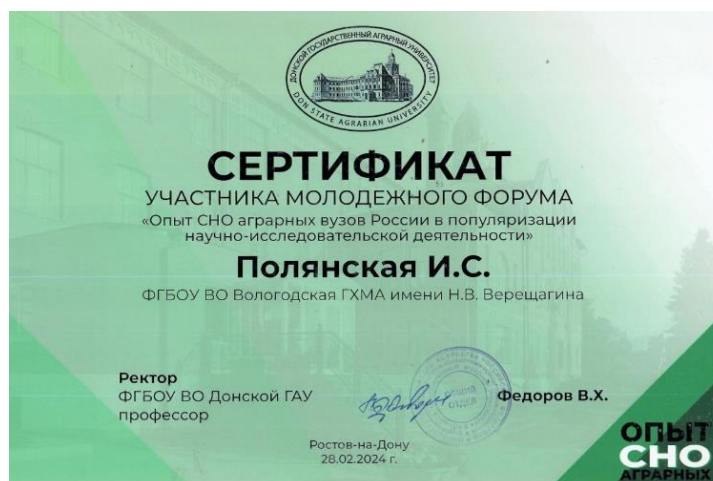 ДОНСКОЙ ГОСУДАРСТВЕННЫЙ АГРАРНЫЙ УНИВЕРСИТЕТ
DON STATE AGRARIAN UNIVERSITY
СЕРТИФИКАТ
УЧАСТНИКА МОЛОДЕЖНОГО ФОРУМА
«Опыт СНО аграрных вузов России в популяризации
научно-исследовательской деятельности»
Полянская И.С.
ФГБОУ ВО Вологодская ГХМА имени Н.В. Верещагина
Ректор
ФГБОУ ВО Донской ГАУ
профессор
Федоров В.Х.
ОБЩИЙ
ОТДЕЛ
Ростов-на-Дону
28.02.2024 г.
ОПЫТ
СНО
АГРАРНЫХ